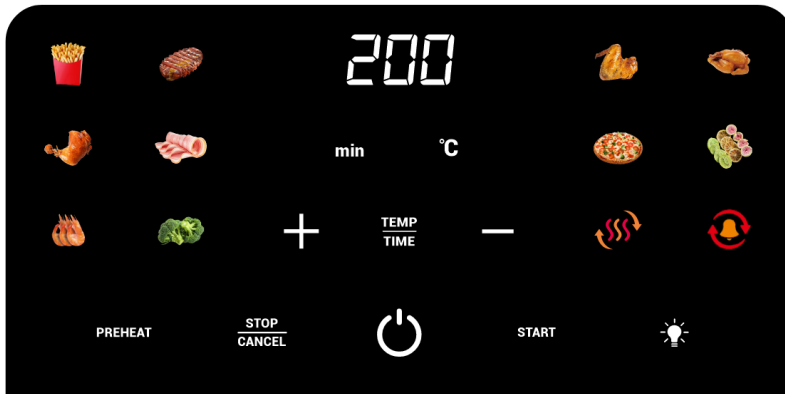 200
min °C
TEMP
TIME
PREHEAT
STOP
CANCEL
START